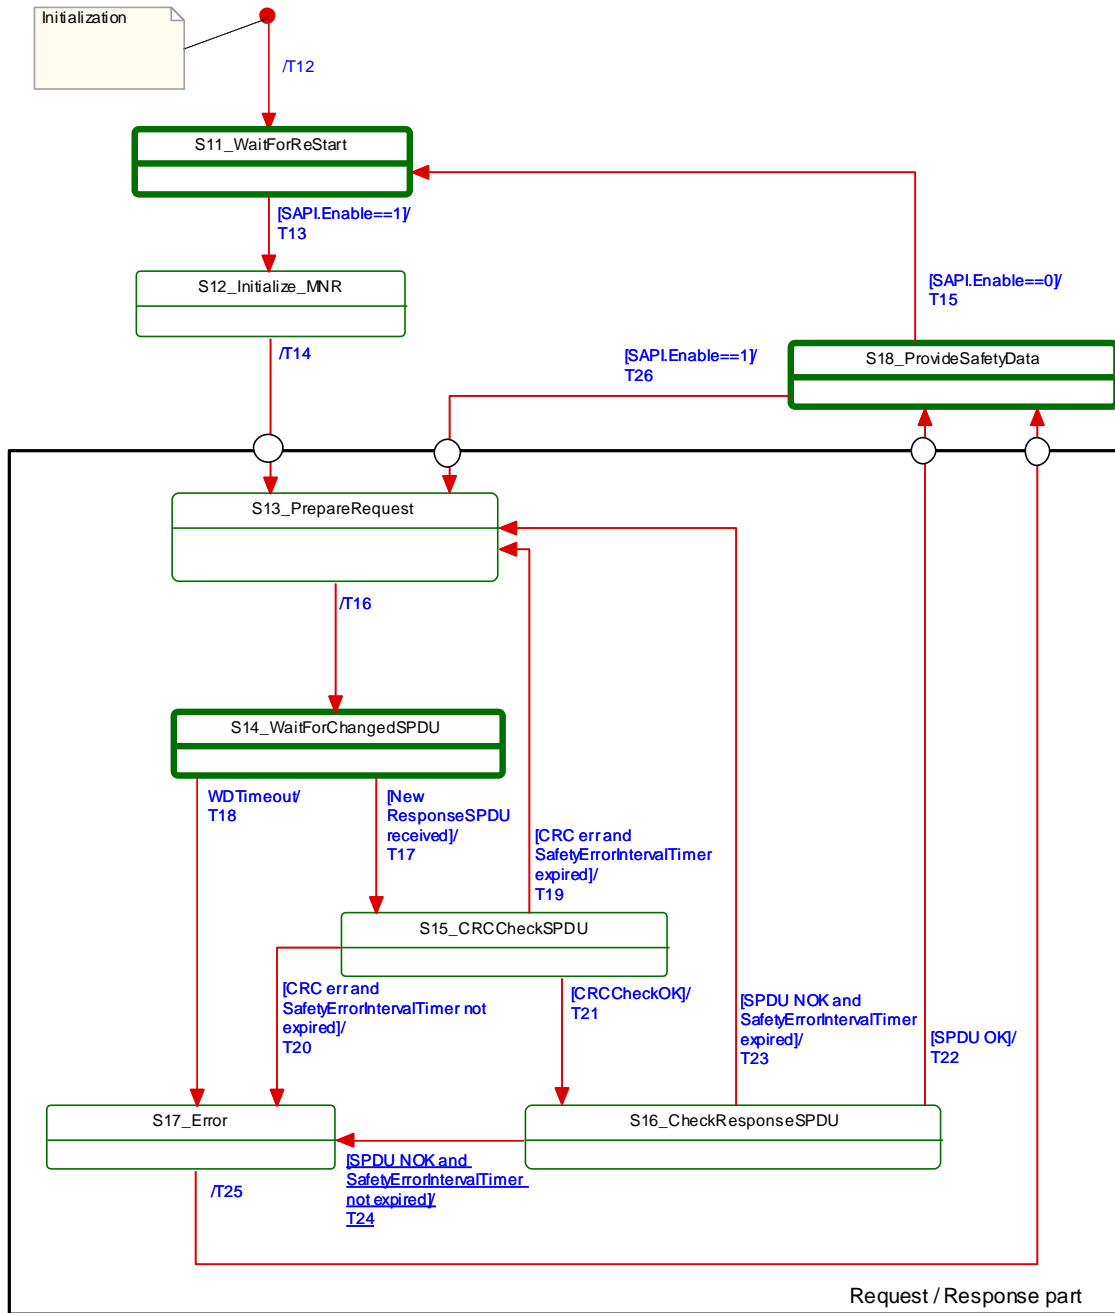 Initialization
/T12
S11_WaitForReStart
[SAPI.Enable==1]/
T13
S12_Initialize_MNR
[SAPI.Enable==0]/
T15
/T14
[SAPI.Enable==1]/
T26
S18_ProvideSafetyData
S13_PrepareRequest
/T16
S14_WaitForChangedSPDU
WDTimeout/
T18
[New
ResponseSPDU
received]/
T17
[CRC err and
SafetyErrorIntervalTimer
expired]/
T19
S15_CRCCheckSPDU
[CRC err and
SafetyErrorIntervalTimer not
expired]/
T20
[CRCCheckOK]/
T21
[SPDU NOK and
SafetyErrorIntervalTimer
expired]/
T23
[SPDU OK]/
T22
S17_Error
S16_CheckResponseSPDU
[SPDU NOK and
SafetyErrorIntervalTimer
not expired]/
T24
/T25
Request / Response part